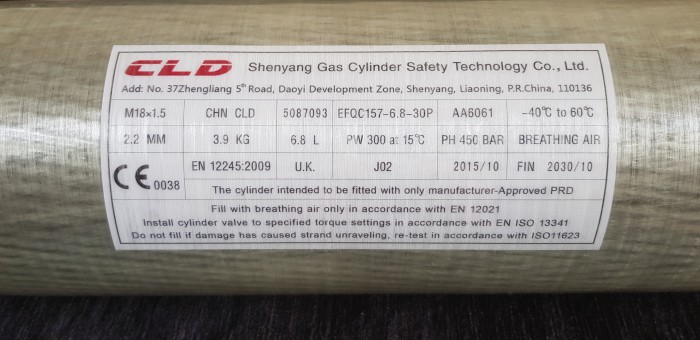 CLD Shenyang Gas Cylinder Safety Technology Co., Ltd.
Add: No. 37Zhengliang 5th Road, Daoyi Development Zone, Shenyang, Liaoning, P.R.China, 110136
M18×1.5 CHN CLD 5087093 EFQC157-6.8-30P AA6061 -40℃ to 60℃
2.2 MM 3.9 KG 6.8 L PW 300 at 15℃ PH 450 BAR BREATHING AIR
CE 0038 EN 12245:2009 U.K. J02 2015/10 FIN 2030/10
The cylinder intended to be fitted with only manufacturer-Approved PRD
Fill with breathing air only in accordance with EN 12021
Install cylinder valve to specified torque settings in accordance with EN ISO 13341
Do not fill if damage has caused strand unraveling, re-test in accordance with ISO11623